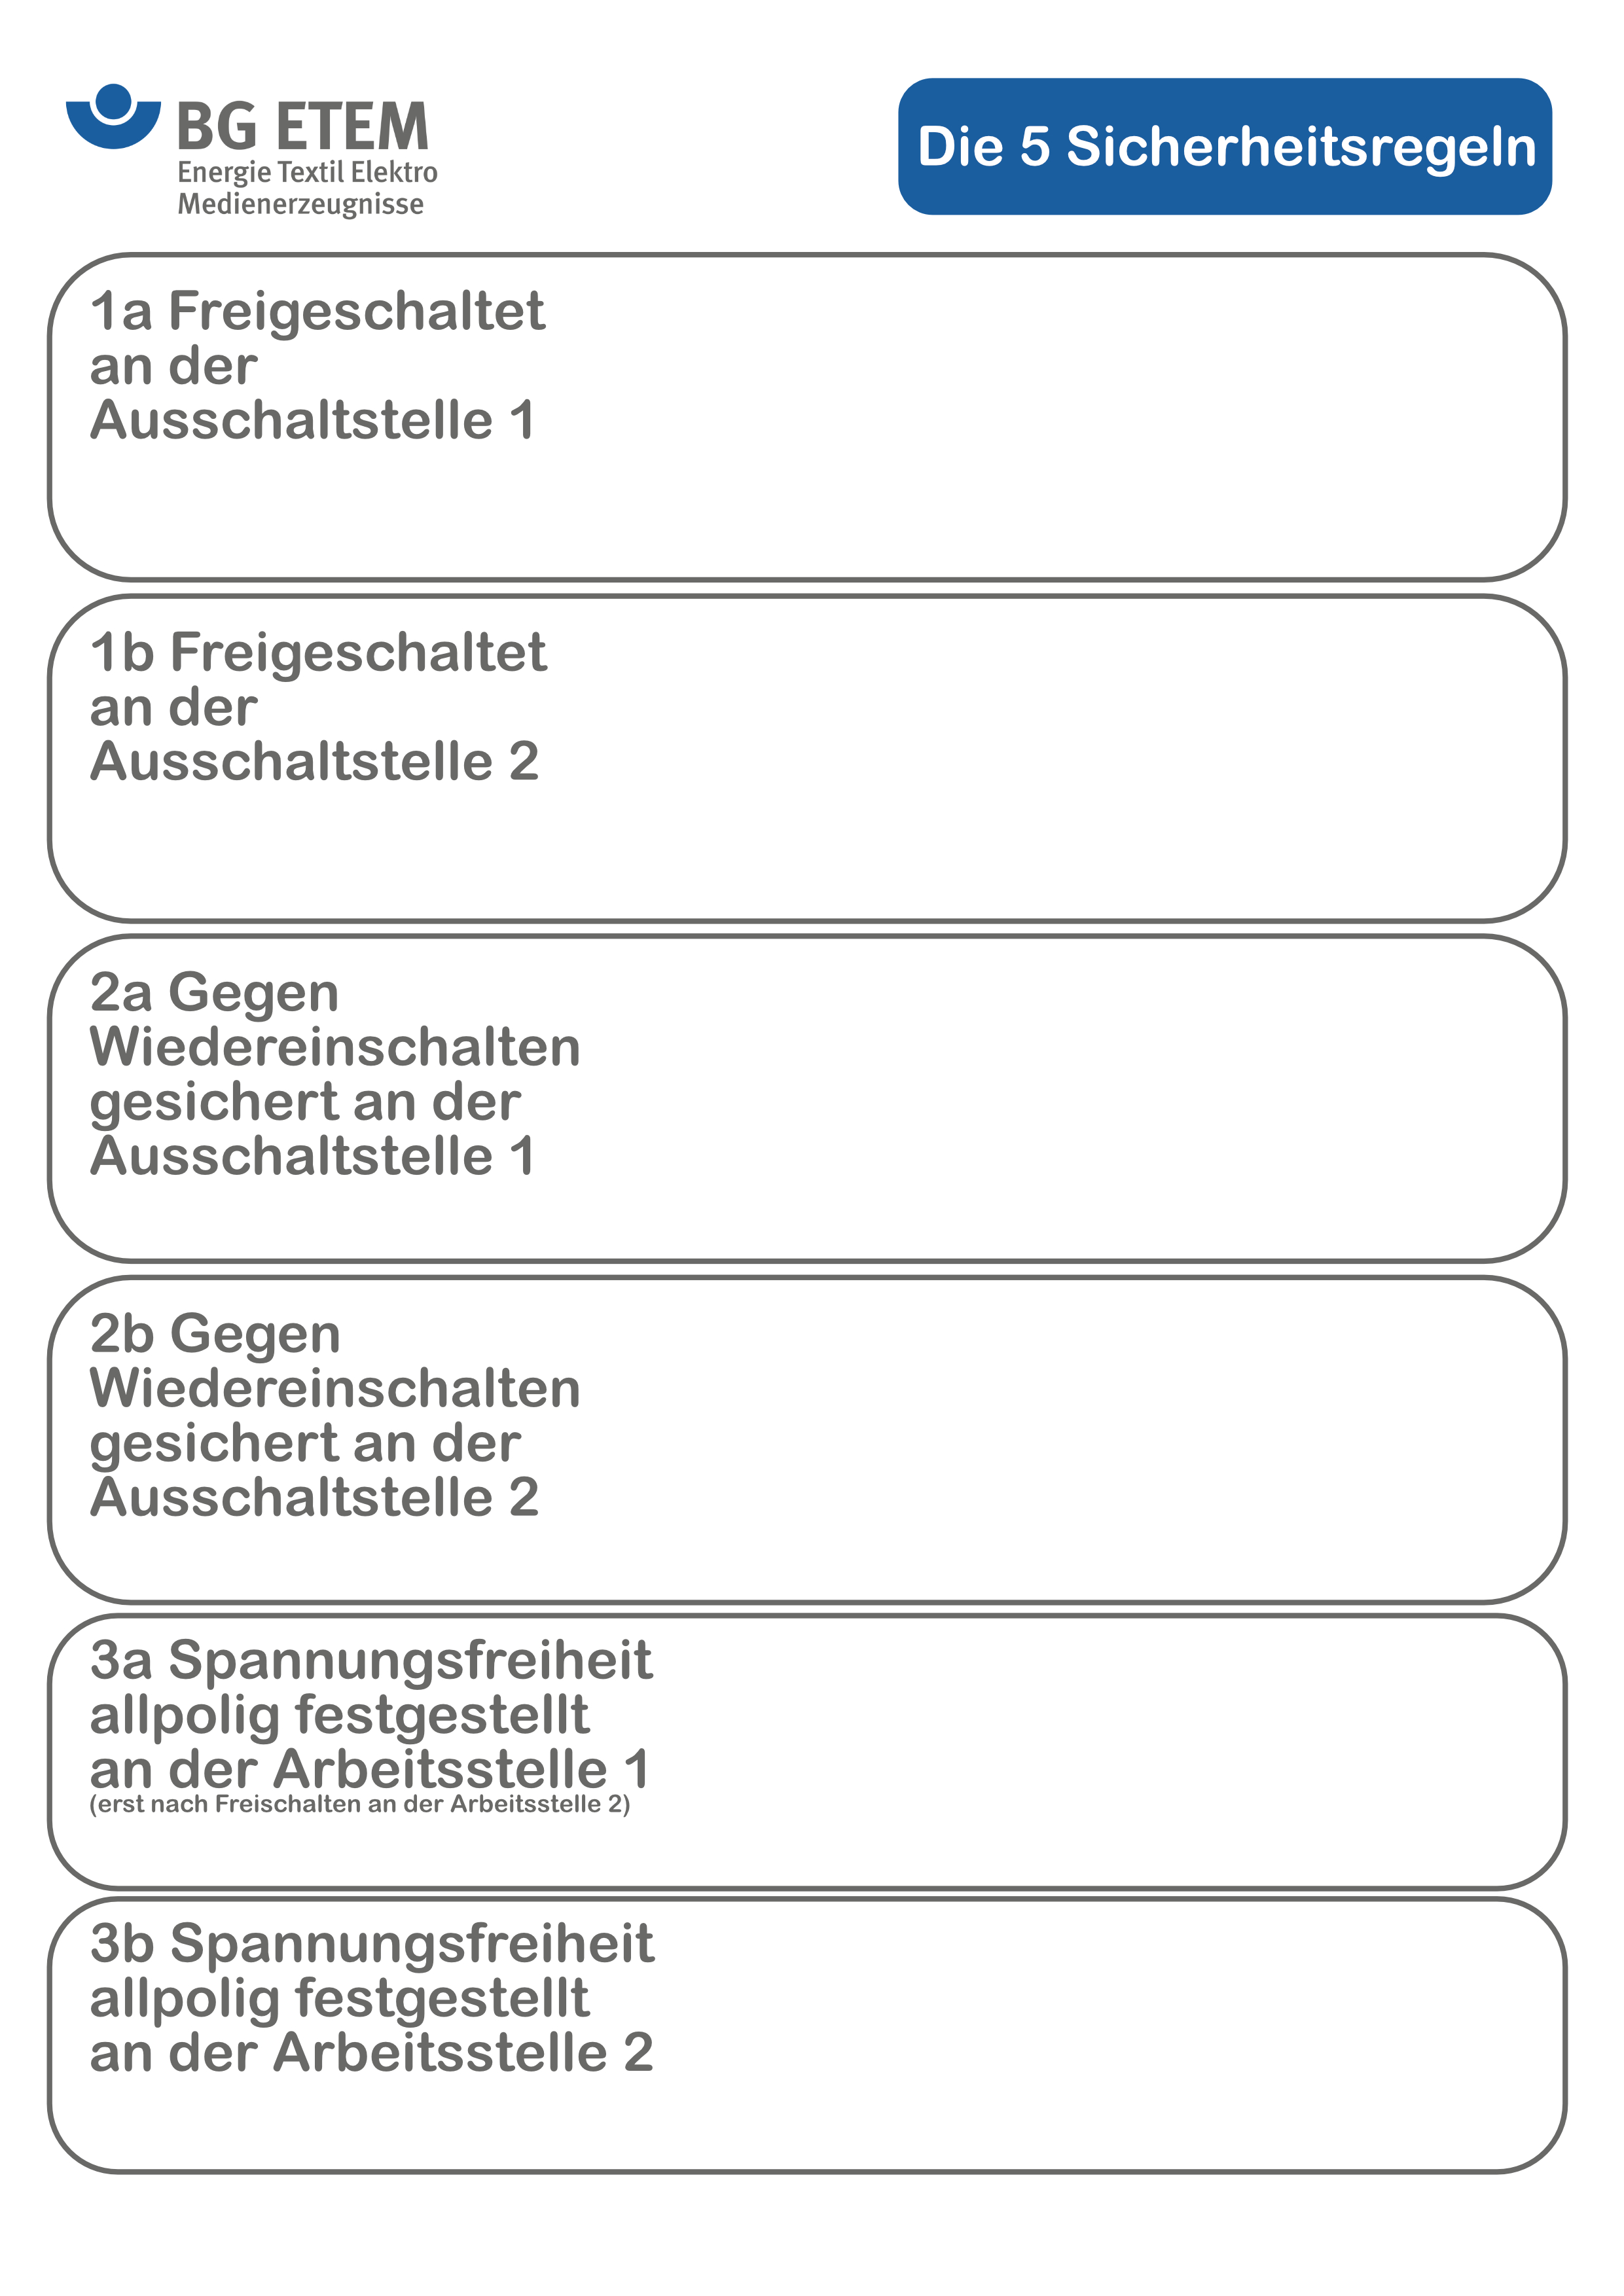 BG ETEM
Energie Textil Elektro
Medienerzeugnisse
Die 5 Sicherheitsregeln
1a Freigeschaltet
an der
Ausschaltstelle 1
1b Freigeschaltet
an der
Ausschaltstelle 2
2a Gegen
Wiedereinschalten
gesichert an der
Ausschaltstelle 1
2b Gegen
Wiedereinschalten
gesichert an der
Ausschaltstelle 2
3a Spannungsfreiheit
allpolig festgestellt
an der Arbeitsstelle 1
(erst nach Freischalten an der Arbeitsstelle 2)
3b Spannungsfreiheit
allpolig festgestellt
an der Arbeitsstelle 2